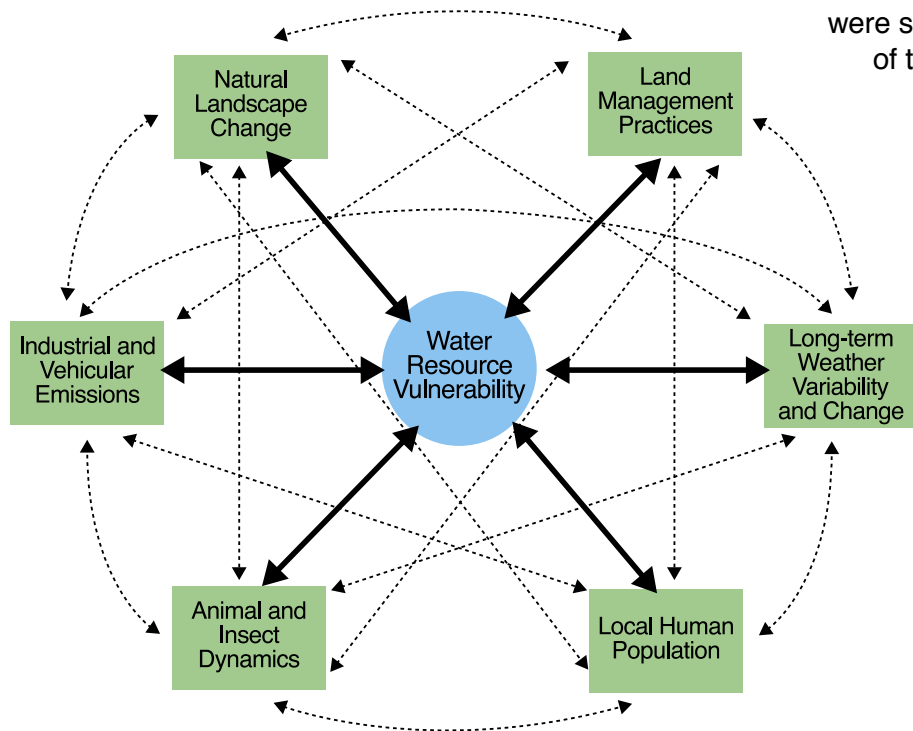 were s
of t
Natural
Landscape
Change
Land
Management
Practices
Industrial and
Vehicular
Emissions
Water
Resource
Vulnerability
Long-term
Weather
Variability
and Change
Animal and
Insect
Dynamics
Local Human
Population